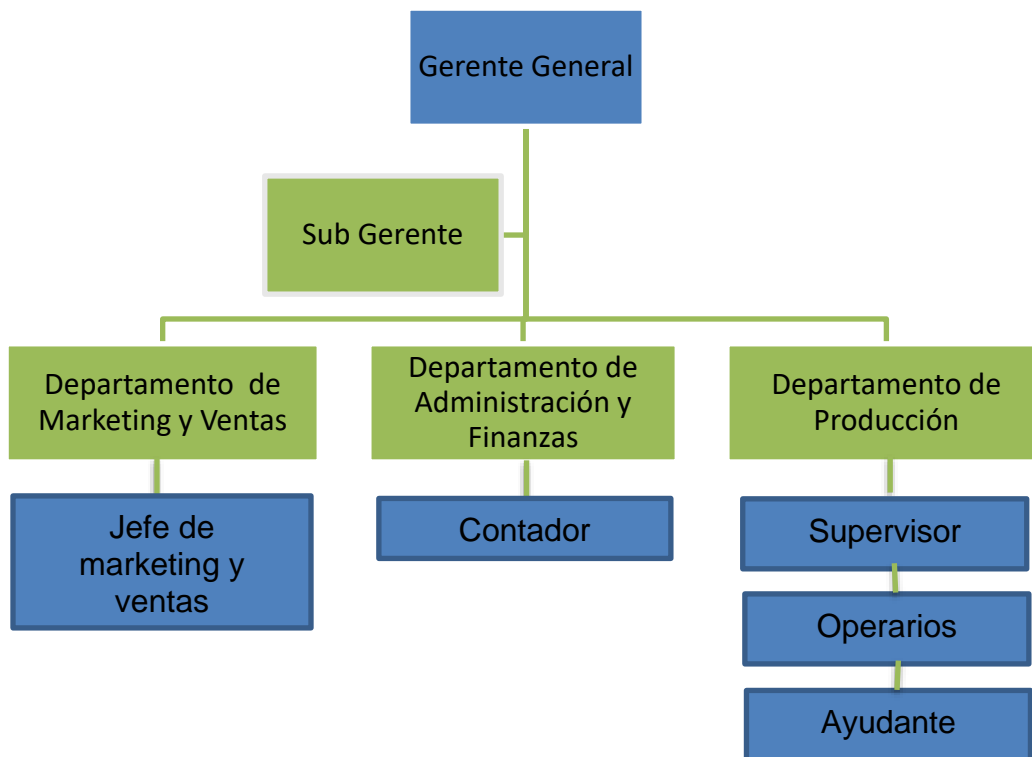 Gerente General
Sub Gerente
Departamento de
Marketing y Ventas
Departamento de
Administración y
Finanzas
Departamento de
Producción
Jefe de
marketing y
ventas
Contador
Supervisor
Operarios
Ayudante